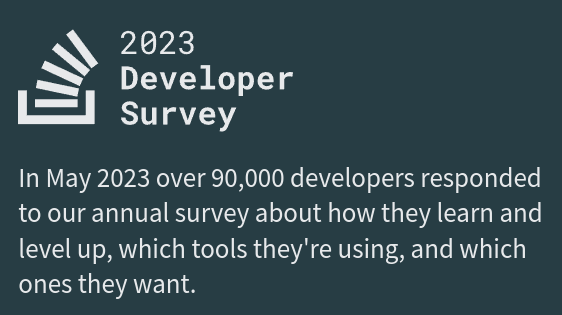 2023
Developer
Survey
In May 2023 over 90,000 developers responded
to our annual survey about how they learn and
level up, which tools they're using, and which
ones they want.